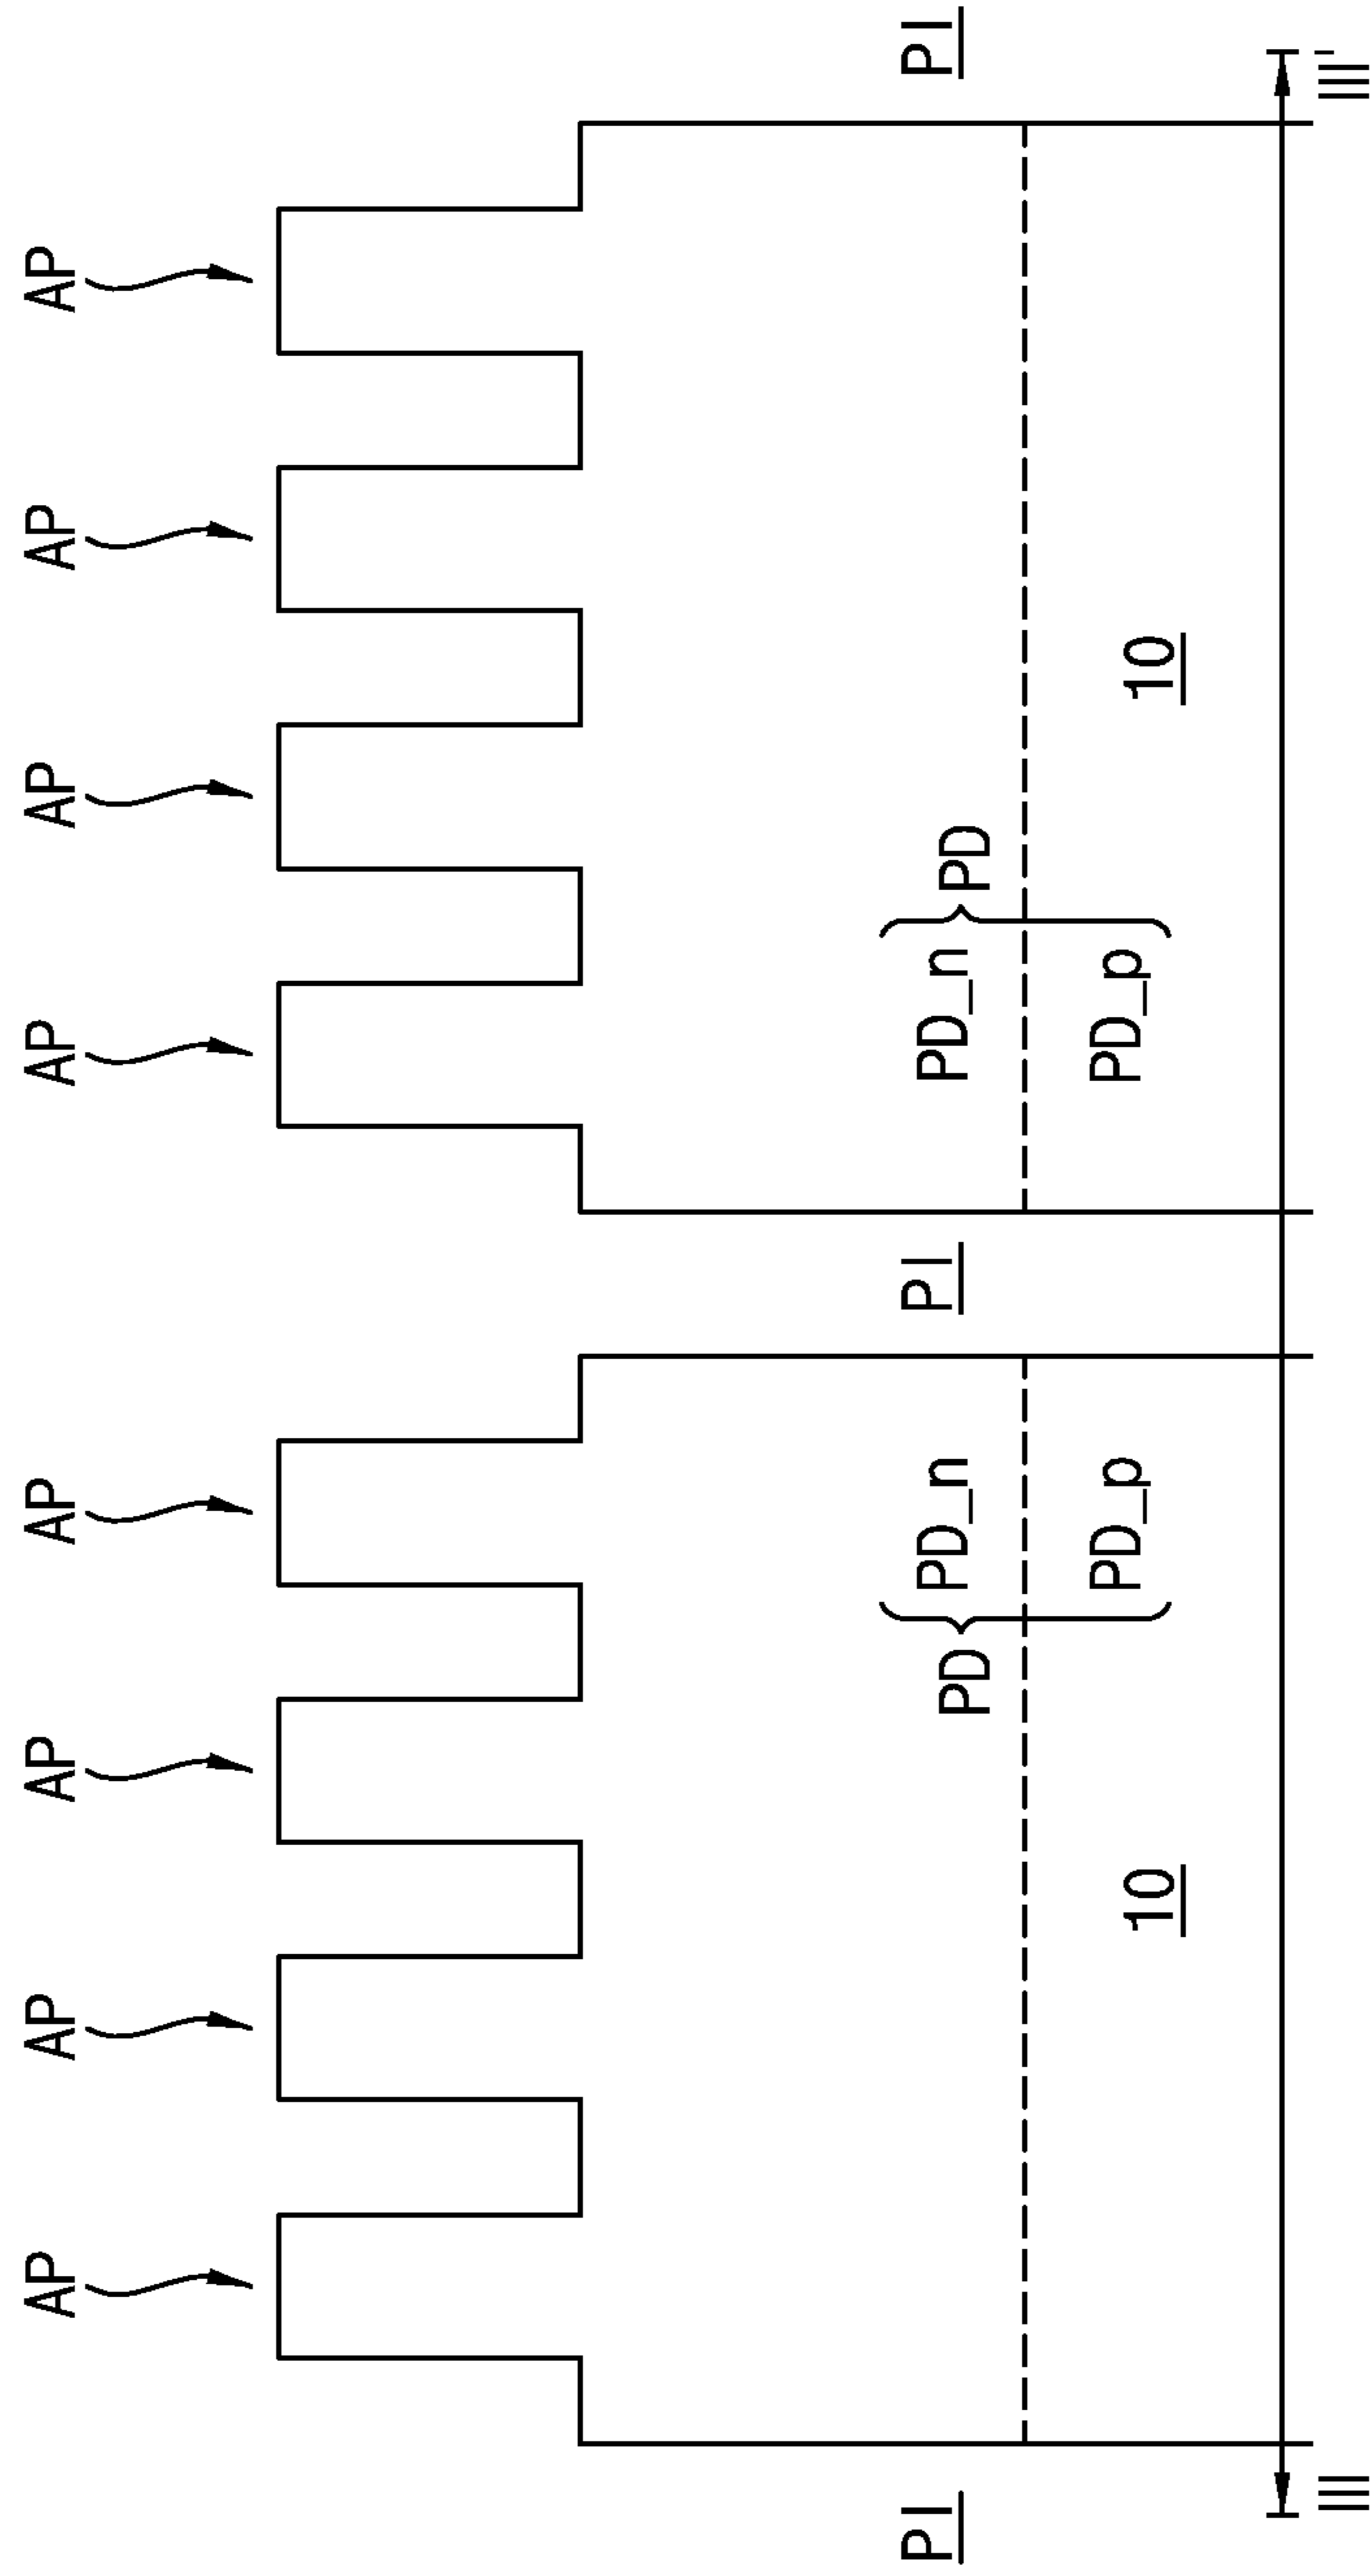 AP AP AP AP AP AP AP AP
PI PD PD_n PI PD_n PD PI
PD_p PD_p
10 10
III III'